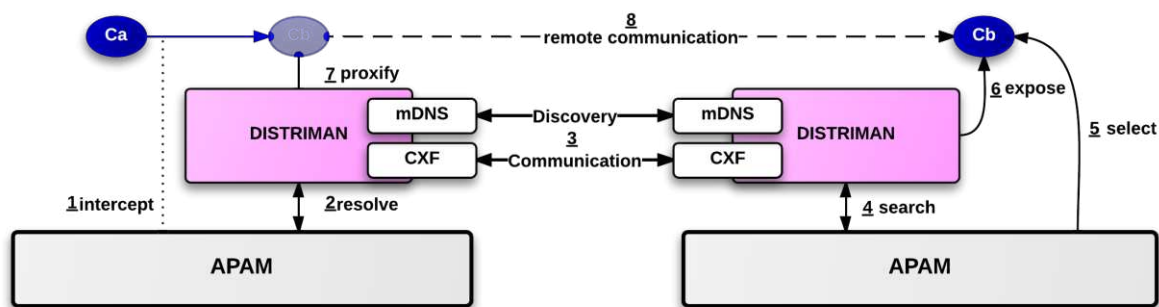 8
Ca
Cb
remote communication
Cb
7 proxify
6 expose
mDNS
Discovery
mDNS
DISTRIMAN
3
DISTRIMAN
5 select
CXF
Communication
CXF
1 intercept
2 resolve
4 search
APAM
APAM